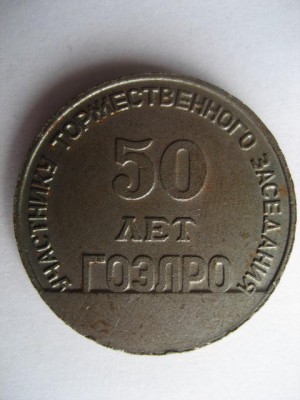 УЧАСТНИКУ ТОРЖЕСТВЕННОГО ЗАСЕДАНИЯ
50
ЛЕТ
ГОЭЛРО